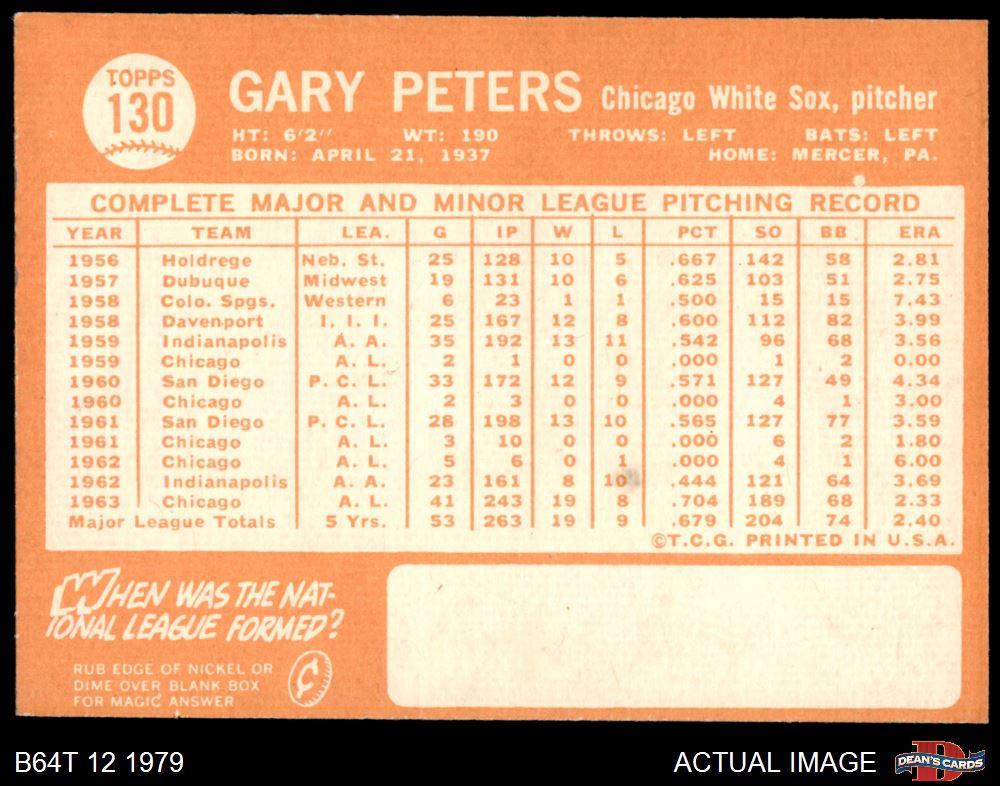 TOPPS
130
GARY PETERS Chicago White Sox, pitcher
HT: 6'2" WT: 190 THROWS: LEFT BATS: LEFT
BORN: APRIL 21, 1937 HOME: MERCER, PA.
COMPLETE MAJOR AND MINOR LEAGUE PITCHING RECORD
YEAR TEAM LEA. G IP W L PCT SO BB ERA
1956 Holdrege Neb. St. 25 128 10 5 .667 142 58 2.81
1957 Dubuque Midwest 19 131 10 6 .625 103 51 2.75
1958 Colo. Spgs. Western 6 23 1 1 .500 15 15 7.43
1958 Davenport I. I. I. 25 167 12 8 .600 112 82 3.99
1959 Indianapolis A. A. 35 192 13 11 .542 96 68 3.56
1959 Chicago A. L. 2 1 0 0 .000 1 2 0.00
1960 San Diego P. C. L. 33 172 12 9 .571 127 49 4.34
1960 Chicago A. L. 2 3 0 0 .000 4 1 3.00
1961 San Diego P. C. L. 28 198 13 10 .565 127 77 3.59
1961 Chicago A. L. 3 10 0 0 .000 6 2 1.80
1962 Chicago A. L. 5 6 0 1 .000 4 1 6.00
1962 Indianapolis A. A. 23 161 8 10 .444 121 64 3.69
1963 Chicago A. L. 41 243 19 8 .704 189 68 2.33
Major League Totals 5 Yrs. 53 263 19 9 .679 204 74 2.40
©T.C.G. PRINTED IN U.S.A.
WHEN WAS THE NAT-
IONAL LEAGUE FORMED?
RUB EDGE OF NICKEL OR
DIME OVER BLANK BOX
FOR MAGIC ANSWER
¢
B64T 12 1979 ACTUAL IMAGE D DEAN'S CARDS